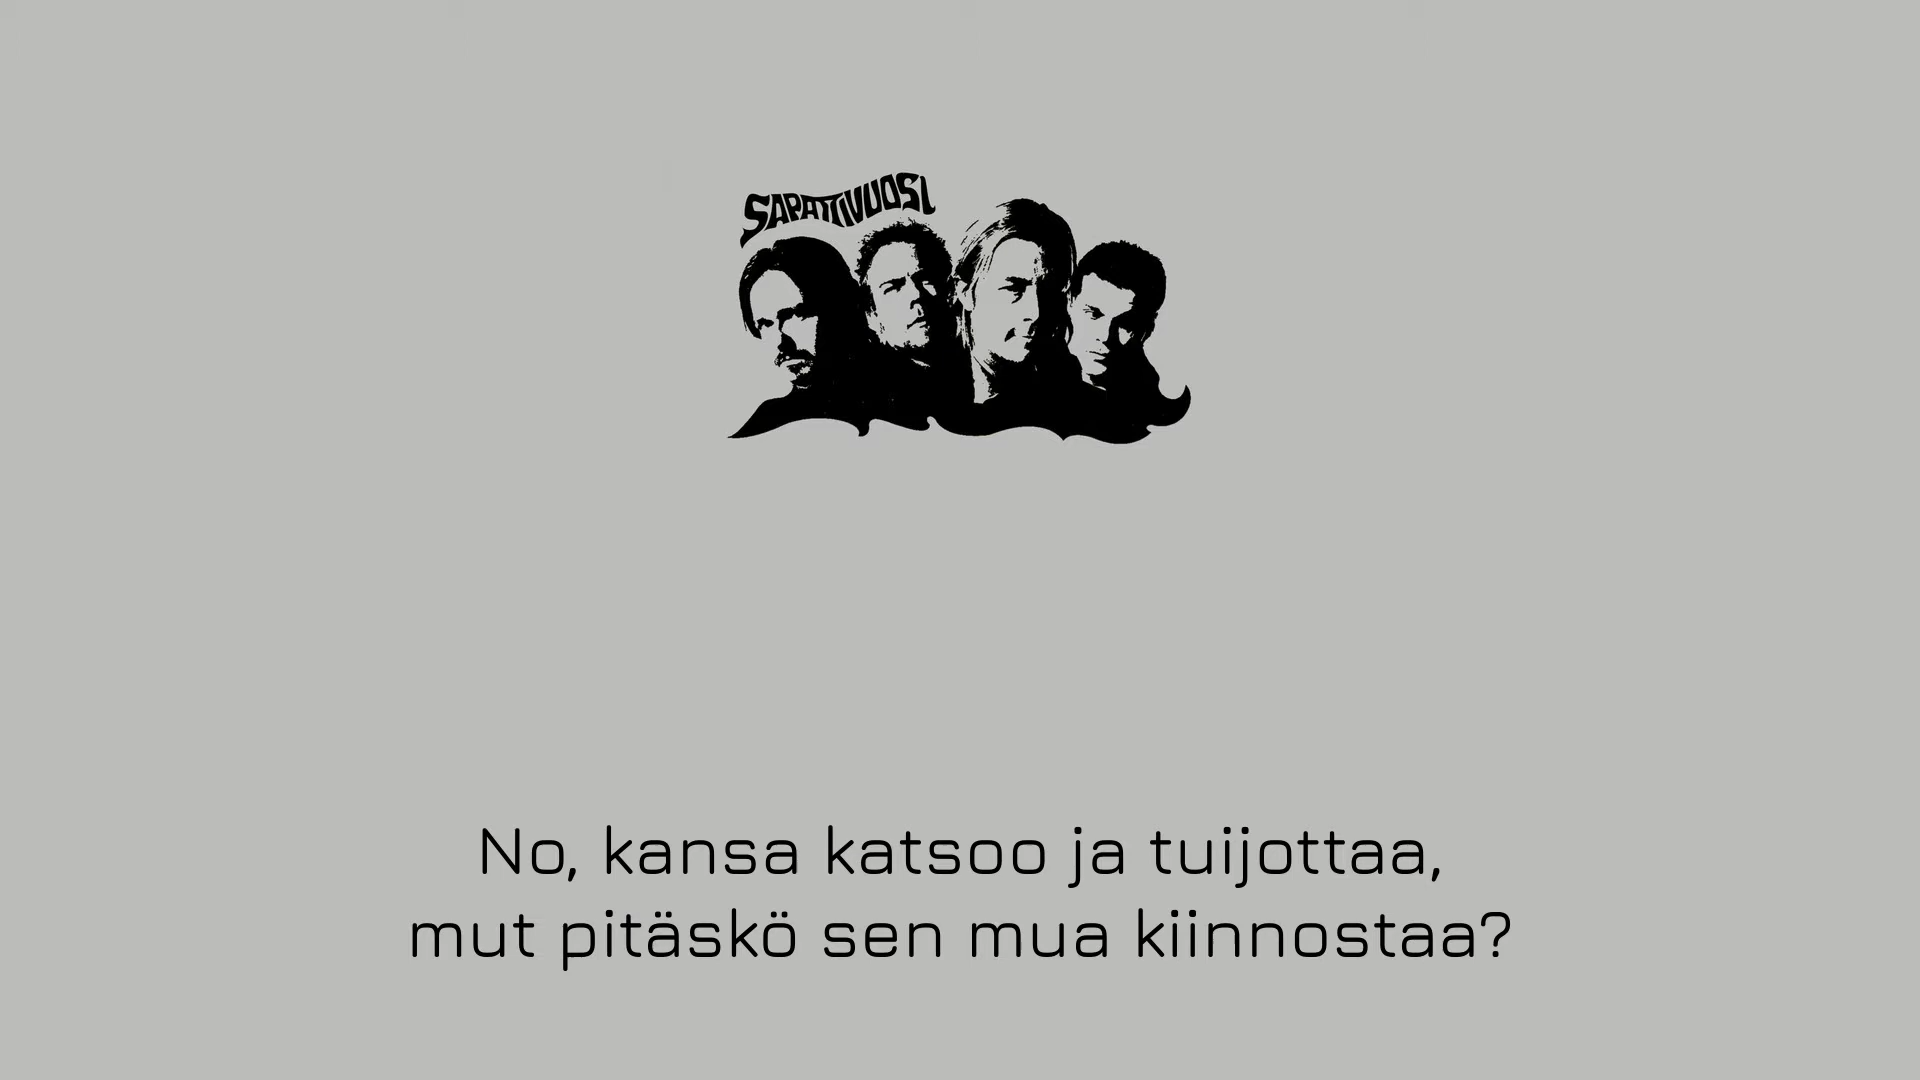 SAPATTIVUOSI
No, kansa katsoo ja tuijottaa,
mut pitäskö sen mua kiinnostaa?